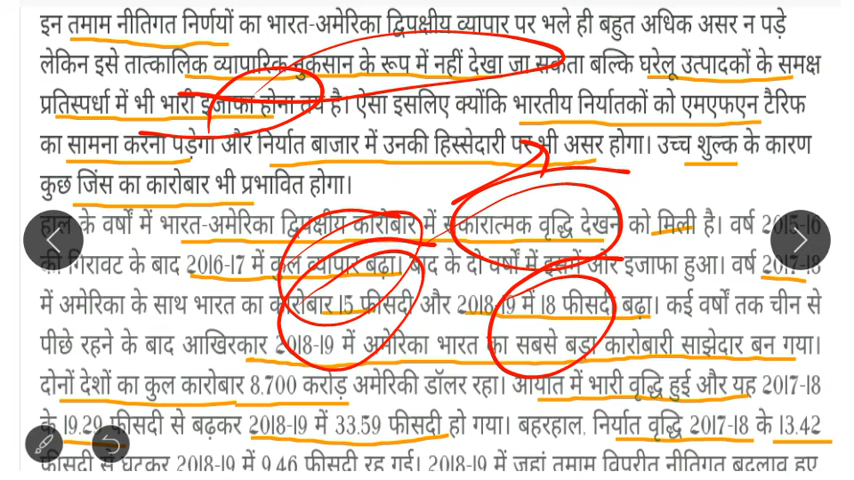 इन तमाम नीतिगत निर्णयों का भारत-अमेरिका द्विपक्षीय व्यापार पर भले ही बहुत अधिक असर न पड़े
लेकिन इसे तात्कालिक व्यापारिक नुकसान के रूप में नहीं देखा जा सकता बल्कि घरेलू उत्पादकों के समक्ष
प्रतिस्पर्धा में भी भारी इजाफा होना तय है। ऐसा इसलिए क्योंकि भारतीय निर्यातकों को एमएफएन टैरिफ
का सामना करना पड़ेगा और निर्यात बाजार में उनकी हिस्सेदारी पर भी असर होगा। उच्च शुल्क के कारण
कुछ जिंस का कारोबार भी प्रभावित होगा।
हाल के वर्षों में भारत-अमेरिका द्विपक्षीय कारोबार में सकारात्मक वृद्धि देखने को मिली है। वर्ष 2015-16
की गिरावट के बाद 2016-17 में कुल व्यापार बढ़ा। बाद के दो वर्षों में इसमें और इजाफा हुआ। वर्ष 2017-18
में अमेरिका के साथ भारत का कारोबार 15 फीसदी और 2018-19 में 18 फीसदी बढ़ा। कई वर्षों तक चीन से
पीछे रहने के बाद आखिरकार 2018-19 में अमेरिका भारत का सबसे बड़ा कारोबारी साझेदार बन गया।
दोनों देशों का कुल कारोबार 8,700 करोड़ अमेरिकी डॉलर रहा। आयात में भारी वृद्धि हुई और यह 2017-18
के 19.29 फीसदी से बढ़कर 2018-19 में 33.59 फीसदी हो गया। बहरहाल, निर्यात वृद्धि 2017-18 के 13.42
फीसदी से घटकर 2018-19 में 9.46 फीसदी रह गई। 2018-19 में जहां तमाम विपरीत नीतिगत बदलाव हुए